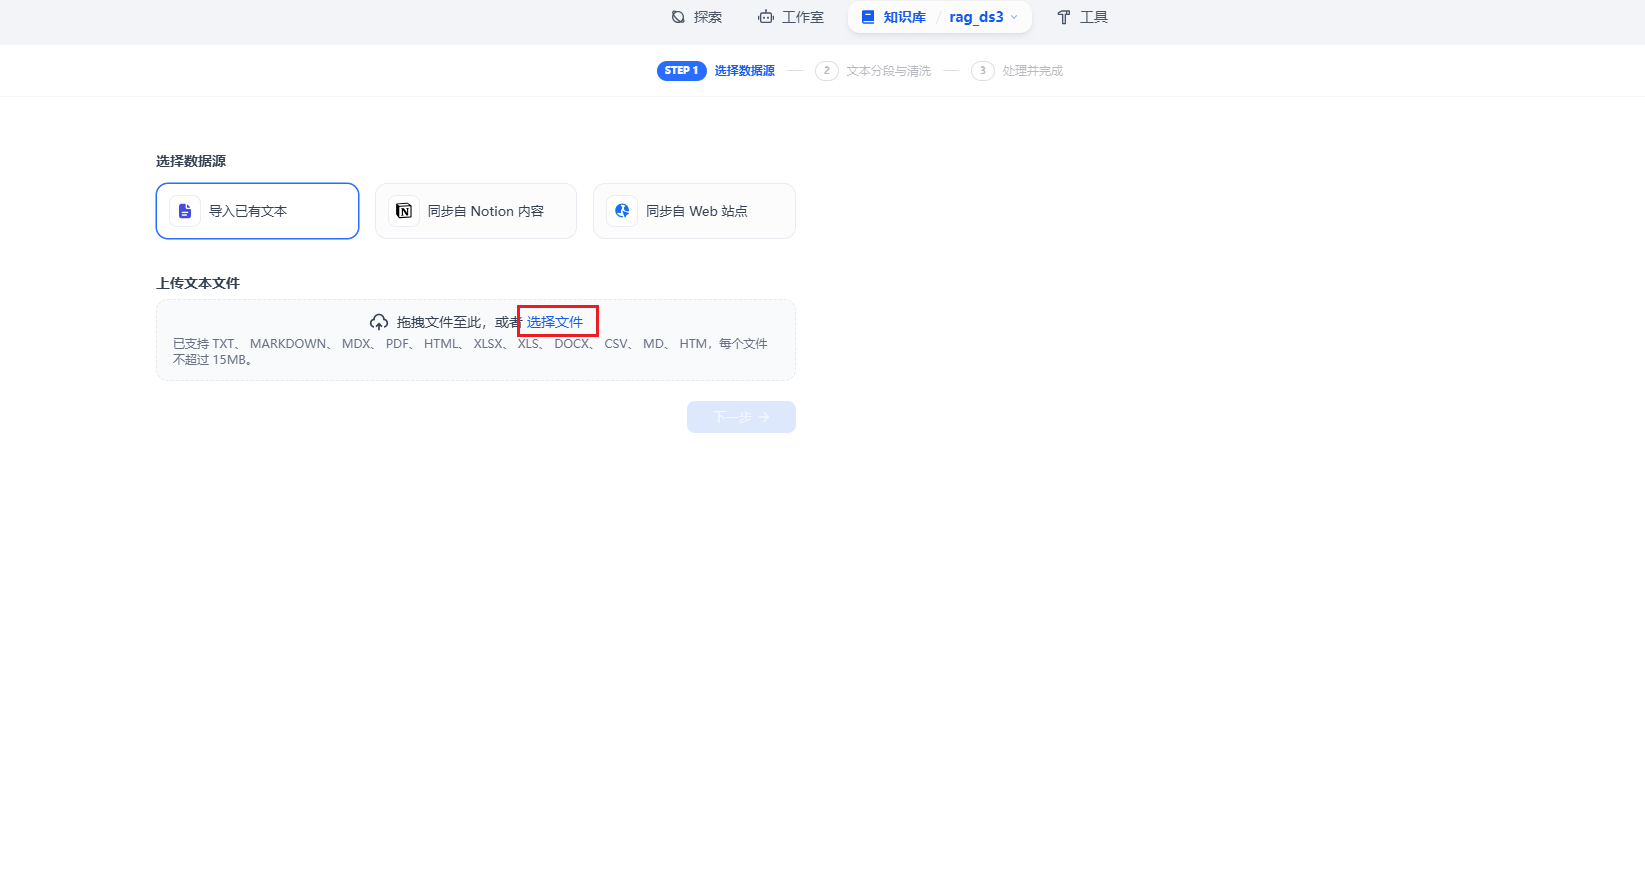 探索 工作室 知识库 / rag_ds3 工具
STEP 1 选择数据源 2 文本分段与清洗 3 处理并完成
选择数据源
导入已有文本 同步自 Notion 内容 同步自 Web 站点
上传文本文件
拖拽文件至此，或者 选择文件
已支持 TXT、 MARKDOWN、 MDX、 PDF、 HTML、 XLSX、 XLS、 DOCX、 CSV、 MD、 HTM，每个文件
不超过 15MB。
下一步 →